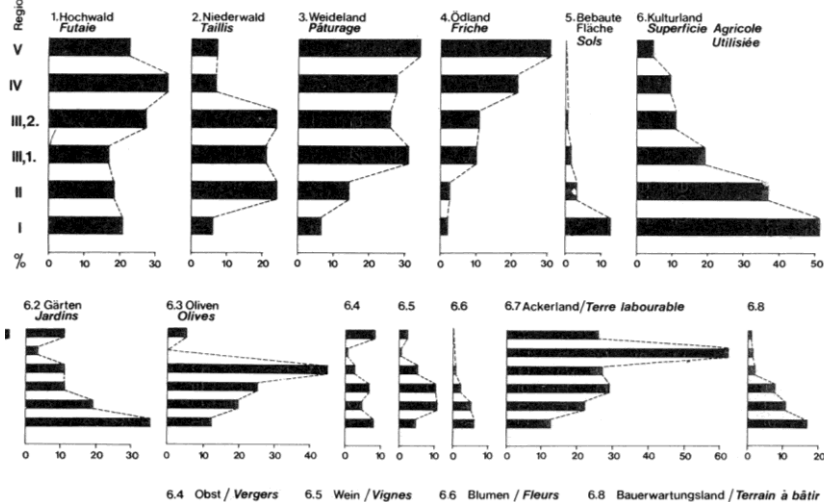 Region
1.Hochwald
Futaie
2.Niederwald
Taillis
3.Weideland
Pâturage
4.Ödland
Friche
5.Bebaute
Fläche
Sols
6.Kulturland
Superficie Agricole
Utilisiée
V
IV
III,2.
III,1.
II
I
%
0 10 20 30
0 10 20
0 10 20 30
0 10 20 30
0 10
0 10 20 30 40 50
6.2 Gärten
Jardins
6.3 Oliven
Olives
6.4
6.5
6.6
6.7 Ackerland/Terre labourable
6.8
0 10 20 30
0 10 20 30 40
0 10
0 10
0 10
0 10 20 30 40 50 60
0 10 20
6.4 Obst / Vergers 6.5 Wein / Vignes 6.6 Blumen / Fleurs 6.8 Bauerwartungsland / Terrain à bâtir